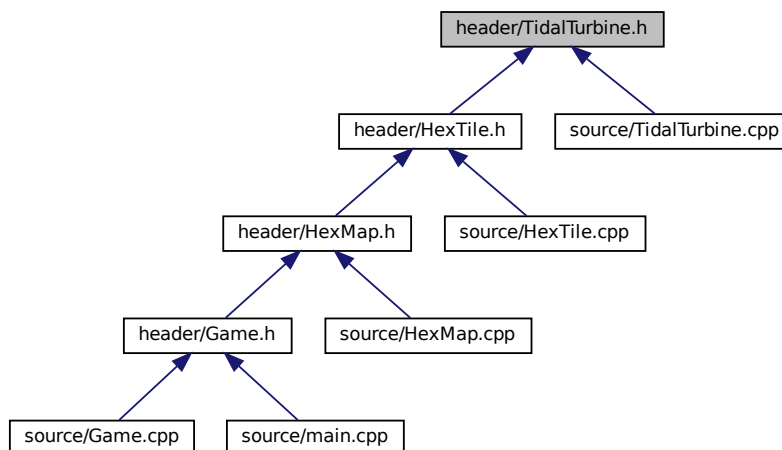 header/TidalTurbine.h
header/HexTile.h
source/TidalTurbine.cpp
header/HexMap.h
source/HexTile.cpp
header/Game.h
source/HexMap.cpp
source/Game.cpp
source/main.cpp